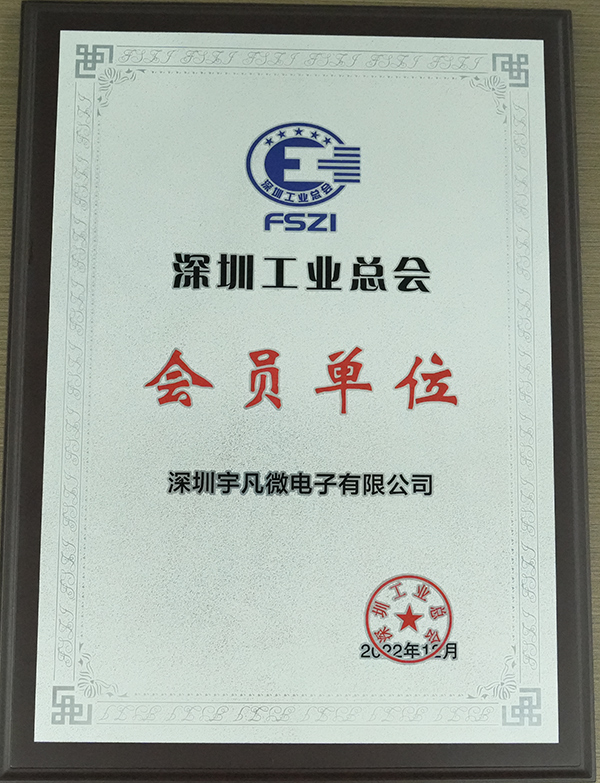 深圳工业总会
FSZI
深圳工业总会
会员单位
深圳宇凡微电子有限公司
深圳工业总会
2022年12月